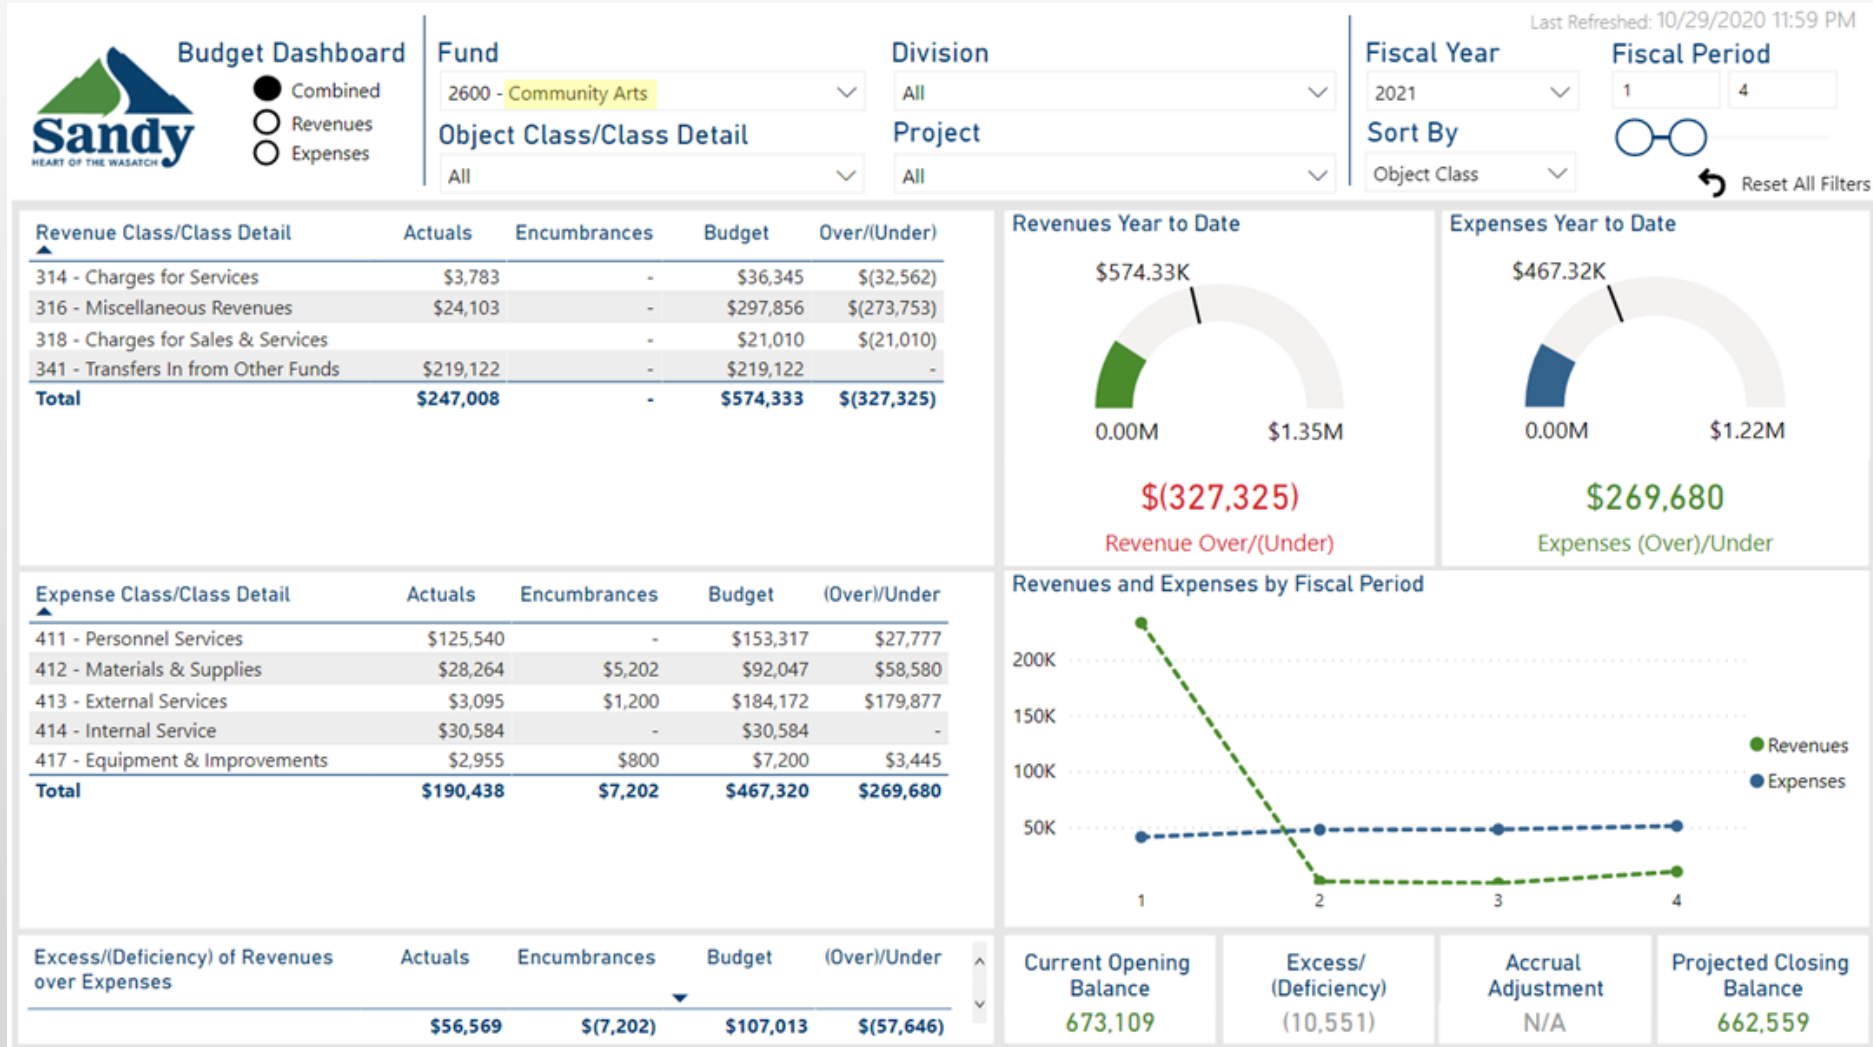 Last Refreshed: 10/29/2020 11:59 PM
Sandy
HEART OF THE WASATCH
Budget Dashboard
Combined
Revenues
Expenses
Fund
2600 - Community Arts
Division
All
Object Class/Class Detail
All
Project
All
Fiscal Year
2021
Fiscal Period
1 4
Sort By
Object Class
Reset All Filters
Revenue Class/Class Detail Actuals Encumbrances Budget Over/(Under)
314 - Charges for Services $3,783 - $36,345 $(32,562)
316 - Miscellaneous Revenues $24,103 - $297,856 $(273,753)
318 - Charges for Sales & Services - $21,010 $(21,010)
341 - Transfers In from Other Funds $219,122 - $219,122 -
Total $247,008 - $574,333 $(327,325)
Revenues Year to Date
$574.33K
0.00M $1.35M
$(327,325)
Revenue Over/(Under)
Expenses Year to Date
$467.32K
0.00M $1.22M
$269,680
Expenses (Over)/Under
Expense Class/Class Detail Actuals Encumbrances Budget (Over)/Under
411 - Personnel Services $125,540 - $153,317 $27,777
412 - Materials & Supplies $28,264 $5,202 $92,047 $58,580
413 - External Services $3,095 $1,200 $184,172 $179,877
414 - Internal Service $30,584 - $30,584 -
417 - Equipment & Improvements $2,955 $800 $7,200 $3,445
Total $190,438 $7,202 $467,320 $269,680
Revenues and Expenses by Fiscal Period
200K
150K
100K
50K
1 2 3 4
Revenues
Expenses
Excess/(Deficiency) of Revenues
over Expenses
Actuals Encumbrances Budget (Over)/Under
$56,569 $(7,202) $107,013 $(57,646)
Current Opening
Balance
673,109
Excess/
(Deficiency)
(10,551)
Accrual
Adjustment
N/A
Projected Closing
Balance
662,559